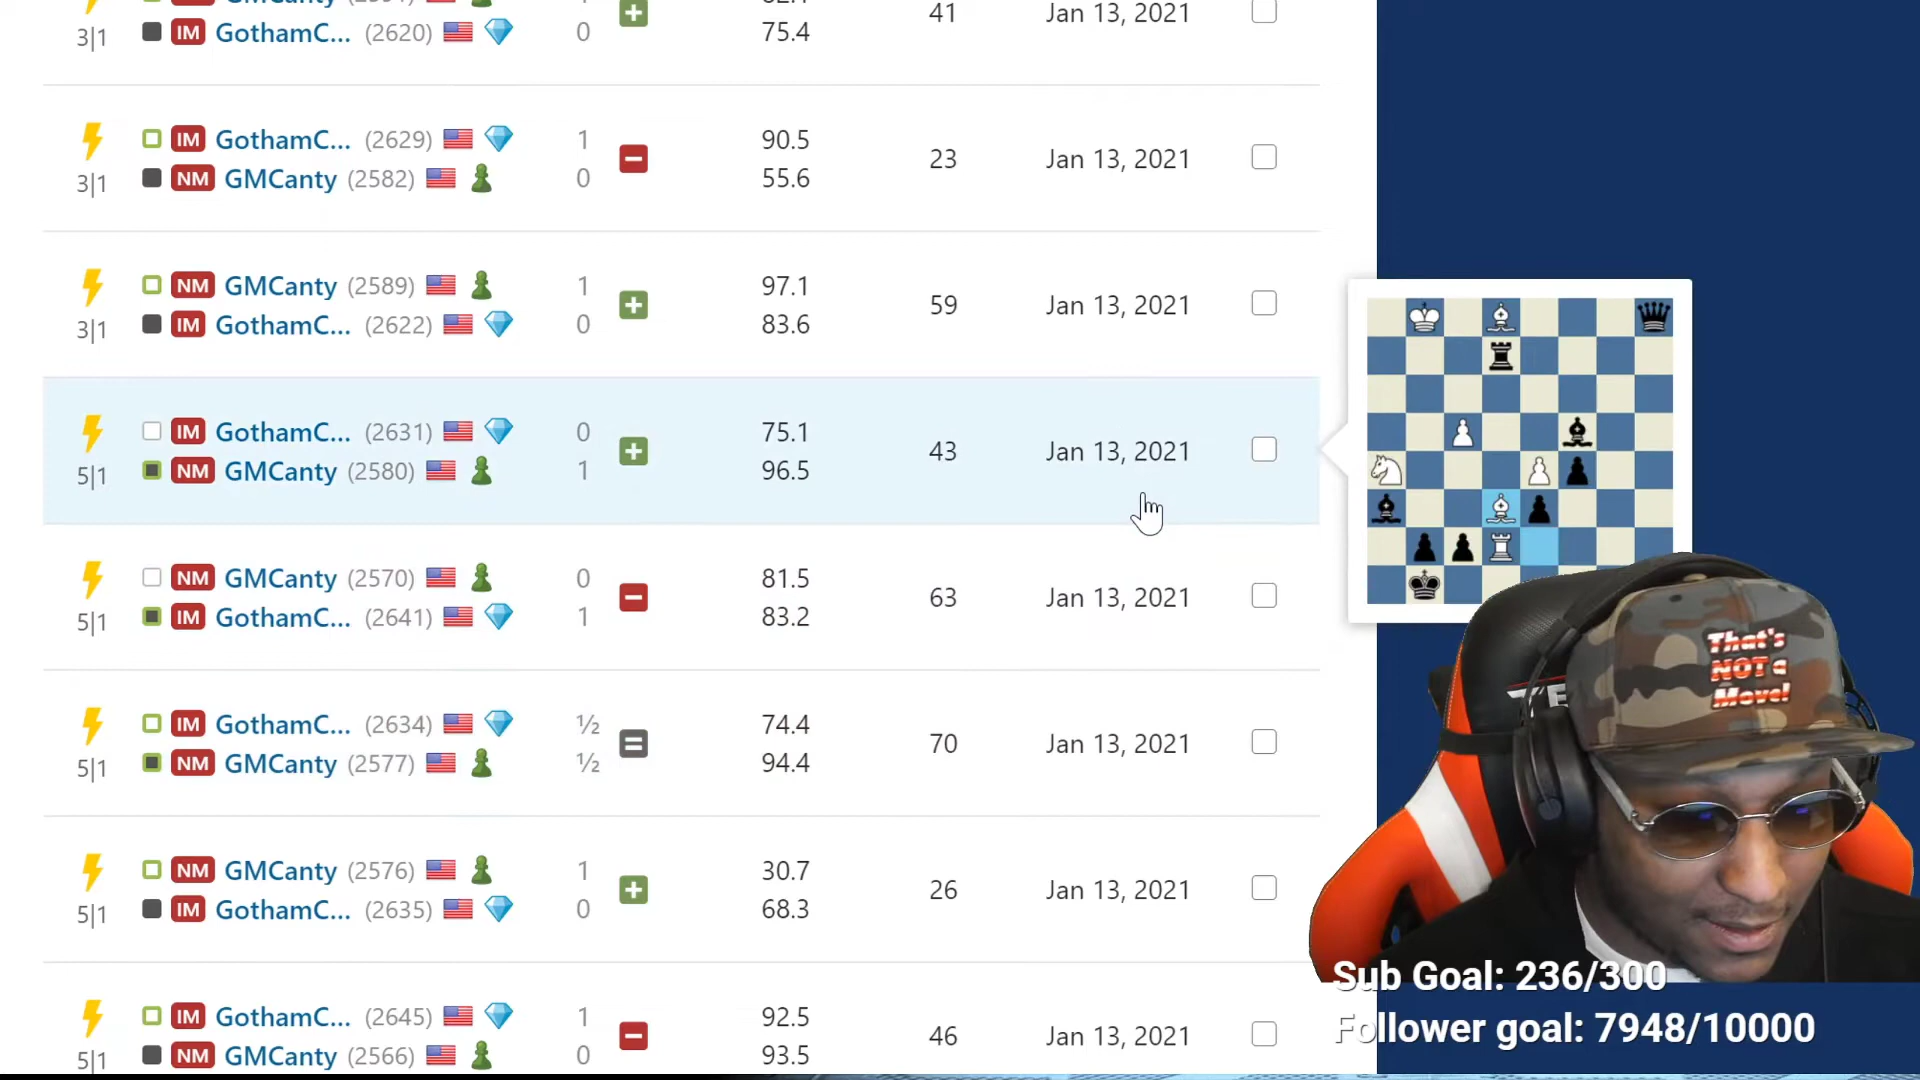 41
Jan 13, 2021
3|1
IM GothamC... (2620) 0 75.4
IM GothamC... (2629) 1 90.5
3|1 NM GMCanty (2582) 0 55.6
23 Jan 13, 2021
NM GMCanty (2589) 1 97.1
3|1 IM GothamC... (2622) 0 83.6
59 Jan 13, 2021
IM GothamC... (2631) 0 75.1
5|1 NM GMCanty (2580) 1 96.5
43 Jan 13, 2021
NM GMCanty (2570) 0 81.5
5|1 IM GothamC... (2641) 1 83.2
63 Jan 13, 2021
IM GothamC... (2634) ½ 74.4
5|1 NM GMCanty (2577) ½ 94.4
70 Jan 13, 2021
NM GMCanty (2576) 1 30.7
5|1 IM GothamC... (2635) 0 68.3
26 Jan 13, 2021
IM GothamC... (2645) 1 92.5
5|1 NM GMCanty (2566) 0 93.5
46 Jan 13, 2021
That's
NOT a
Move!
Sub Goal: 236/300
Follower goal: 7948/10000